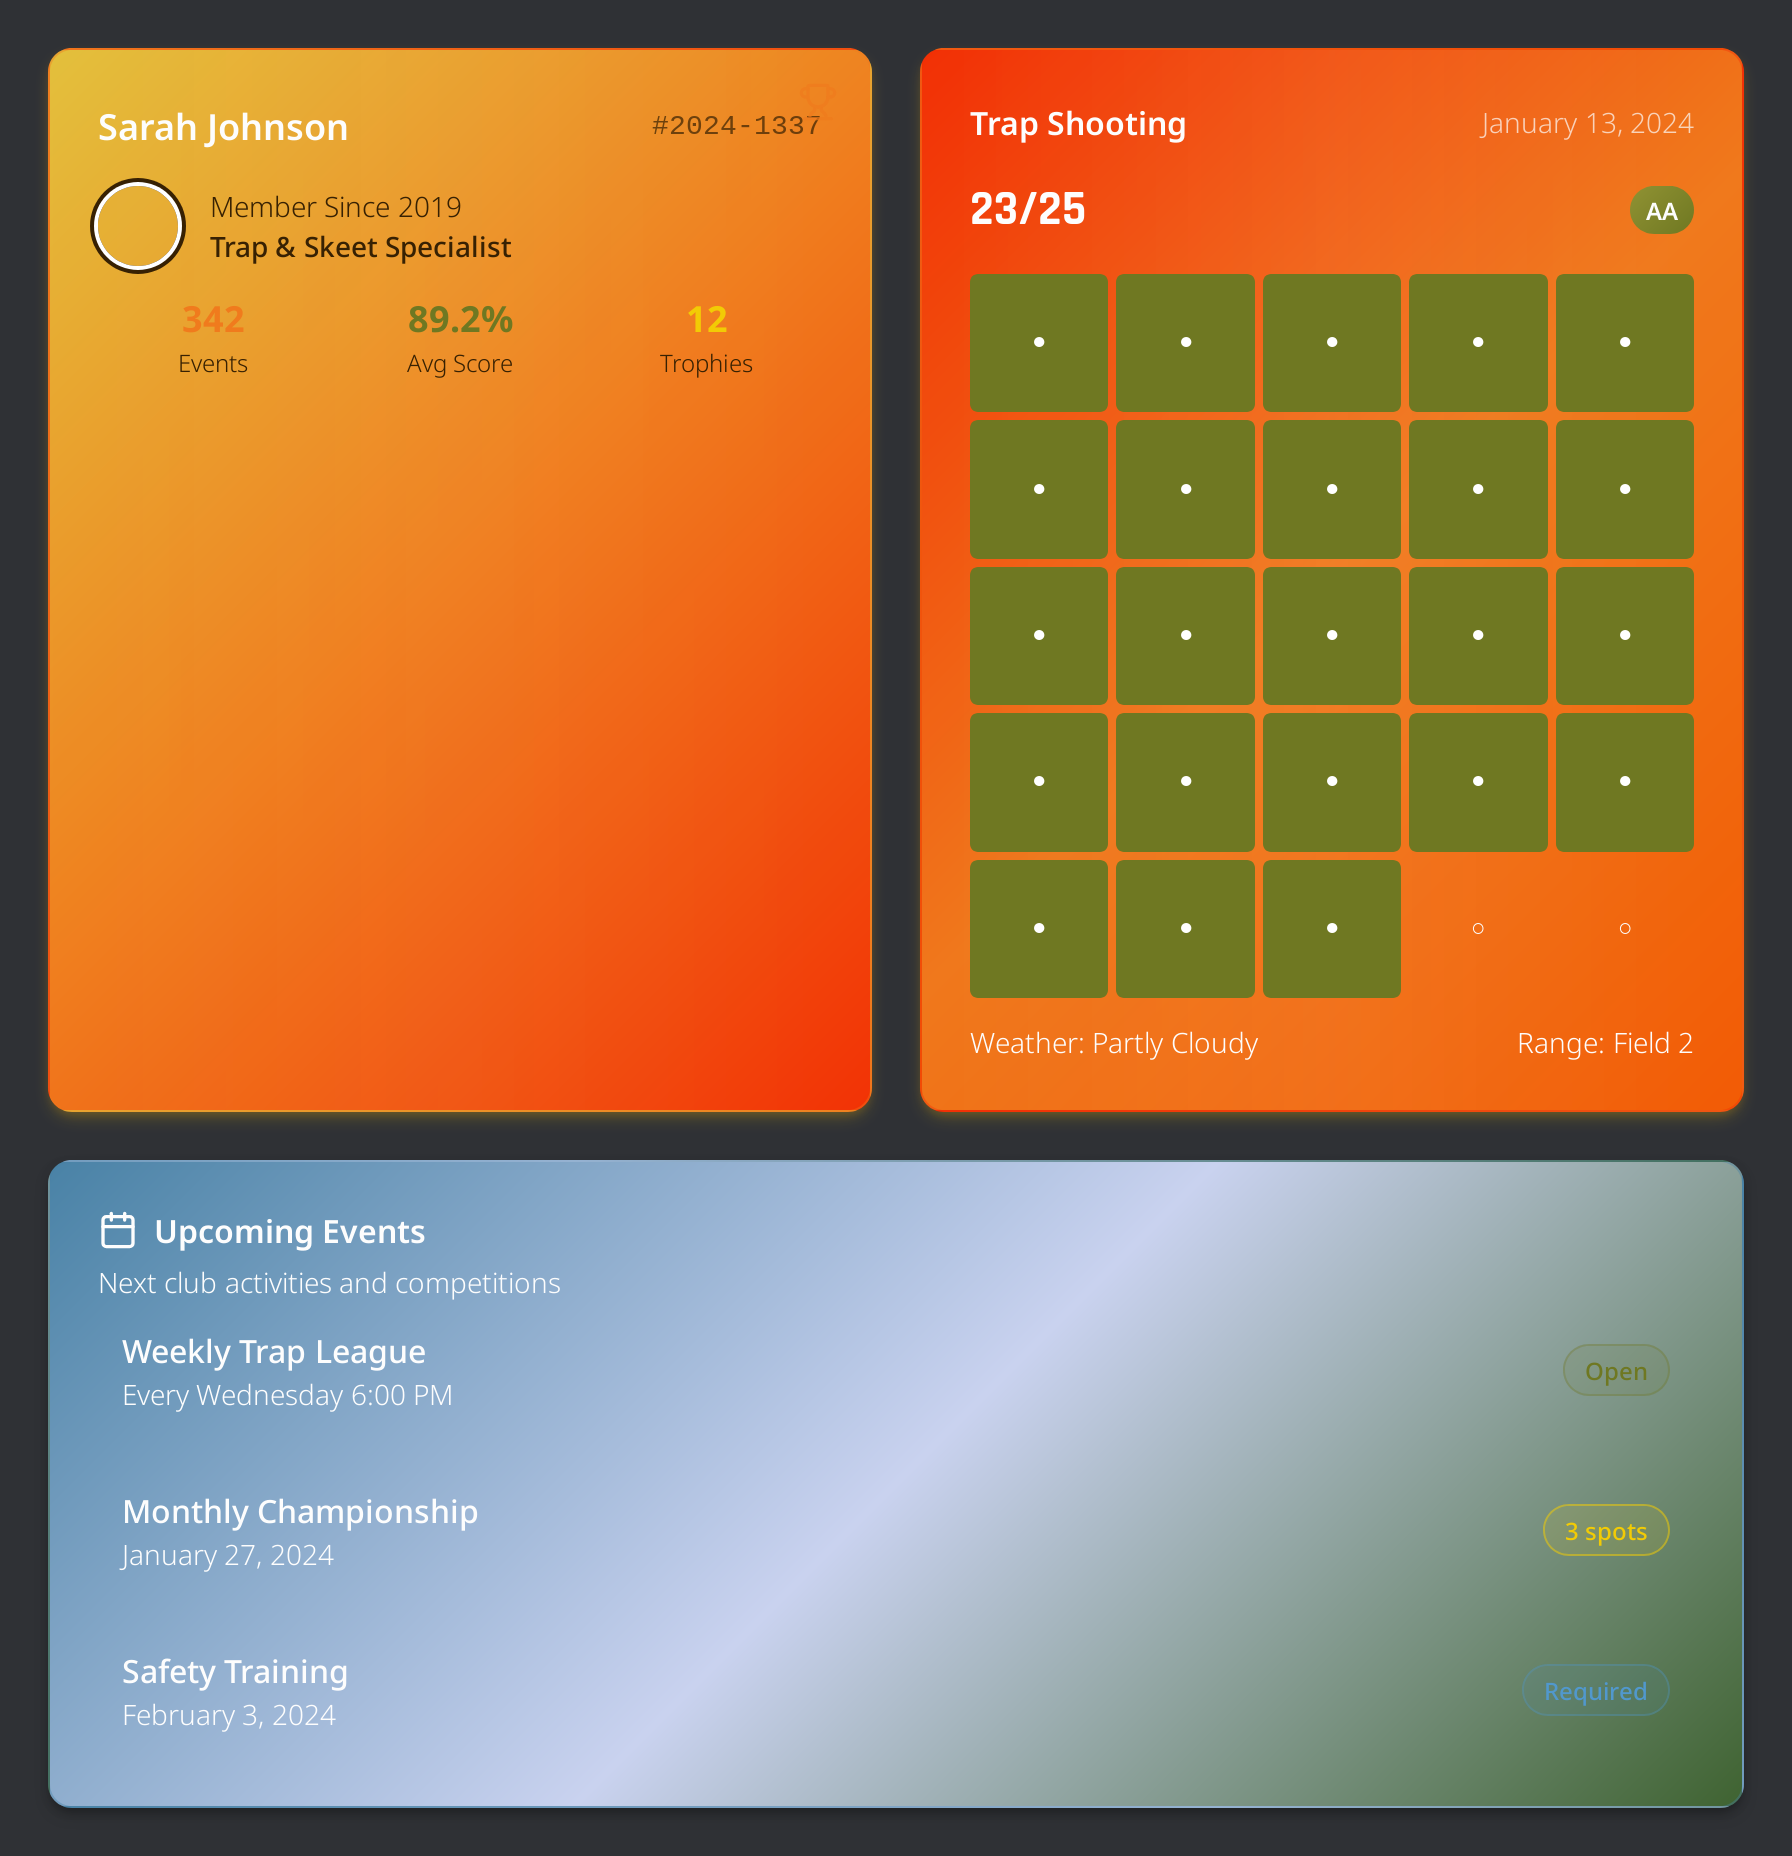 Sarah Johnson
#2024-1337
Member Since 2019
Trap & Skeet Specialist
342
Events
89.2%
Avg Score
12
Trophies
Trap Shooting
January 13, 2024
23/25
AA
Weather: Partly Cloudy
Range: Field 2
Upcoming Events
Next club activities and competitions
Weekly Trap League
Every Wednesday 6:00 PM
Open
Monthly Championship
January 27, 2024
3 spots
Safety Training
February 3, 2024
Required